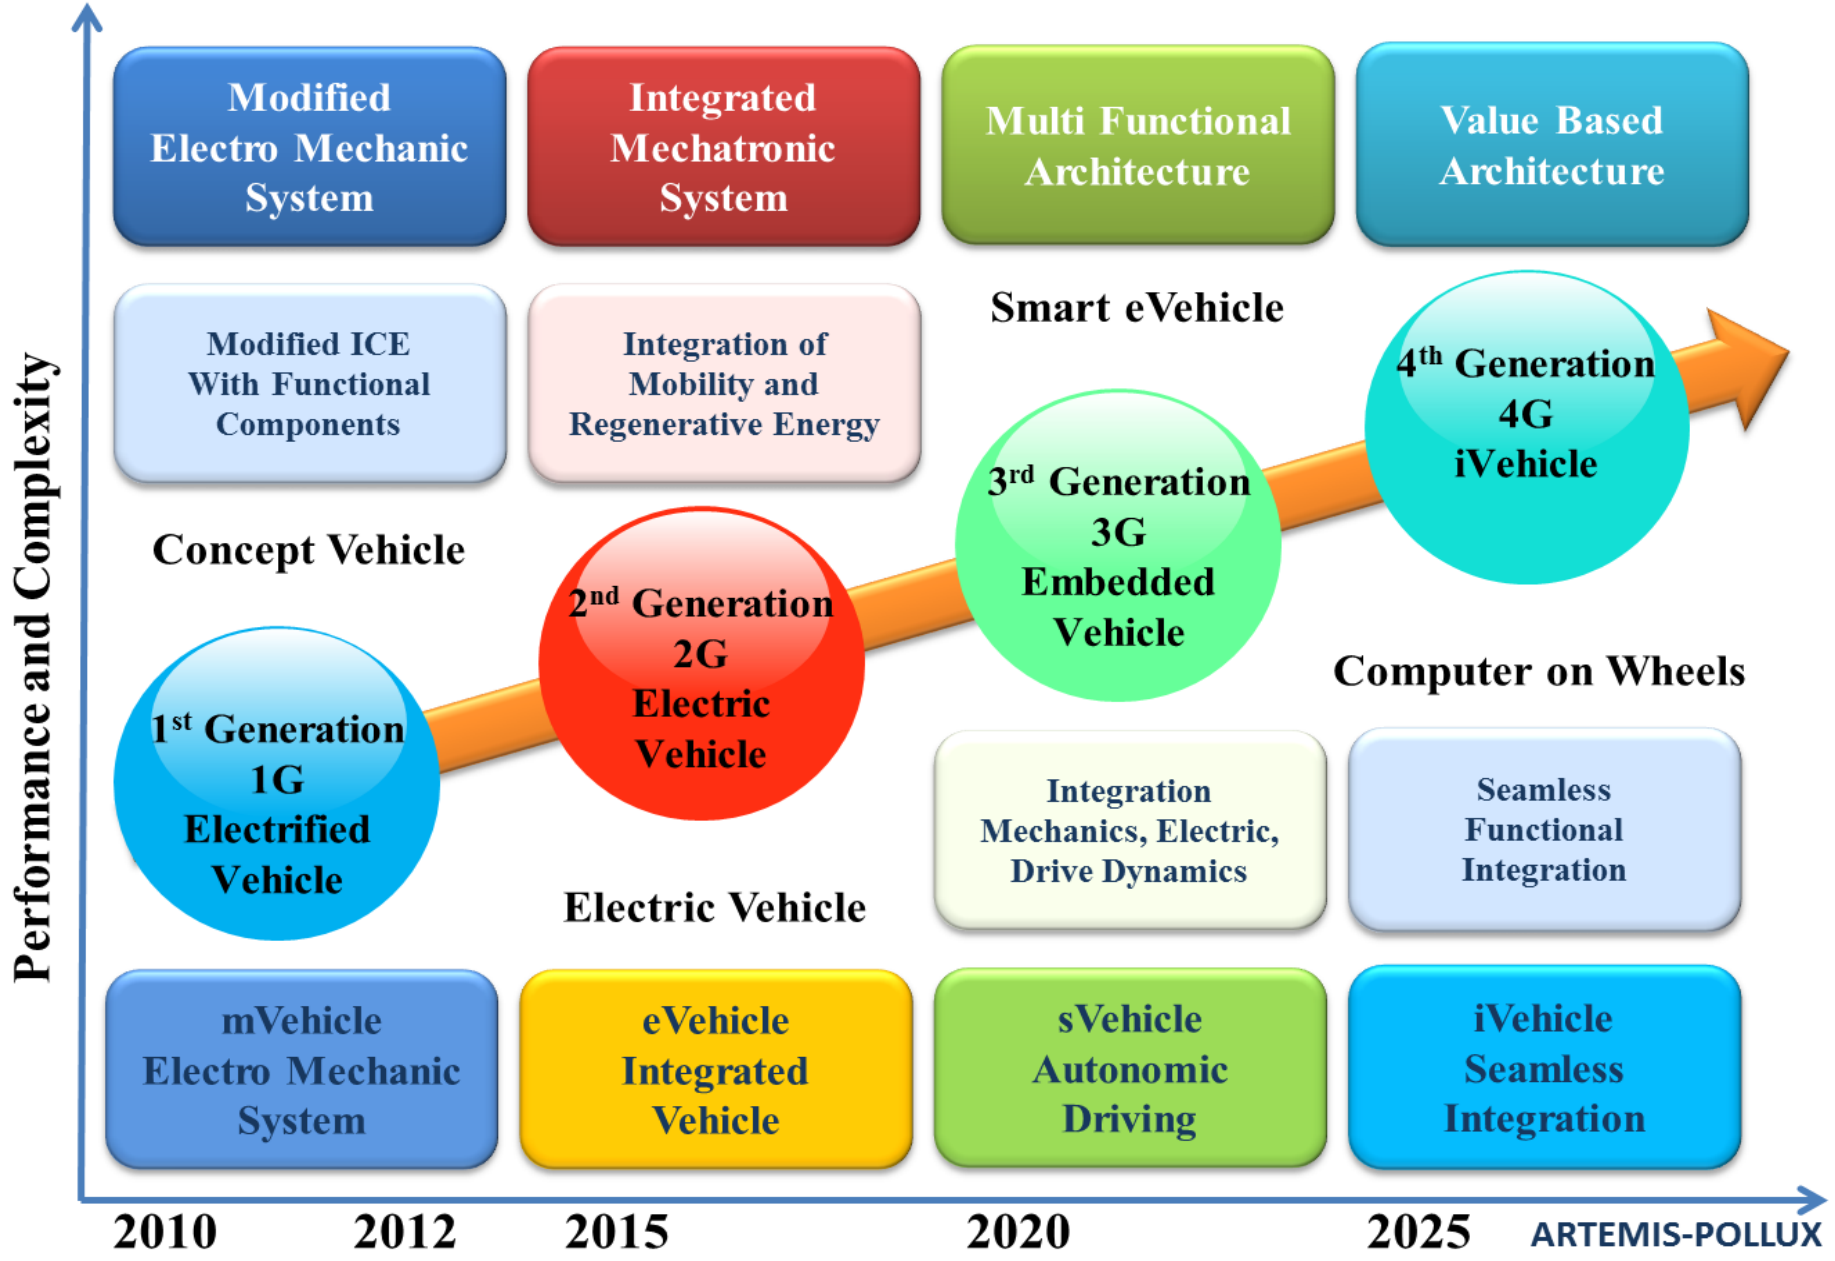 Performance and Complexity
Modified
Electro Mechanic
System
Integrated
Mechatronic
System
Multi Functional
Architecture
Value Based
Architecture
Modified ICE
With Functional
Components
Integration of
Mobility and
Regenerative Energy
Smart eVehicle
4th Generation
4G
iVehicle
Concept Vehicle
3rd Generation
3G
Embedded
Vehicle
2nd Generation
2G
Electric
Vehicle
1st Generation
1G
Electrified
Vehicle
Electric Vehicle
Computer on Wheels
Integration
Mechanics, Electric,
Drive Dynamics
Seamless
Functional
Integration
mVehicle
Electro Mechanic
System
eVehicle
Integrated
Vehicle
sVehicle
Autonomic
Driving
iVehicle
Seamless
Integration
2010 2012 2015 2020 2025 ARTEMIS-POLLUX